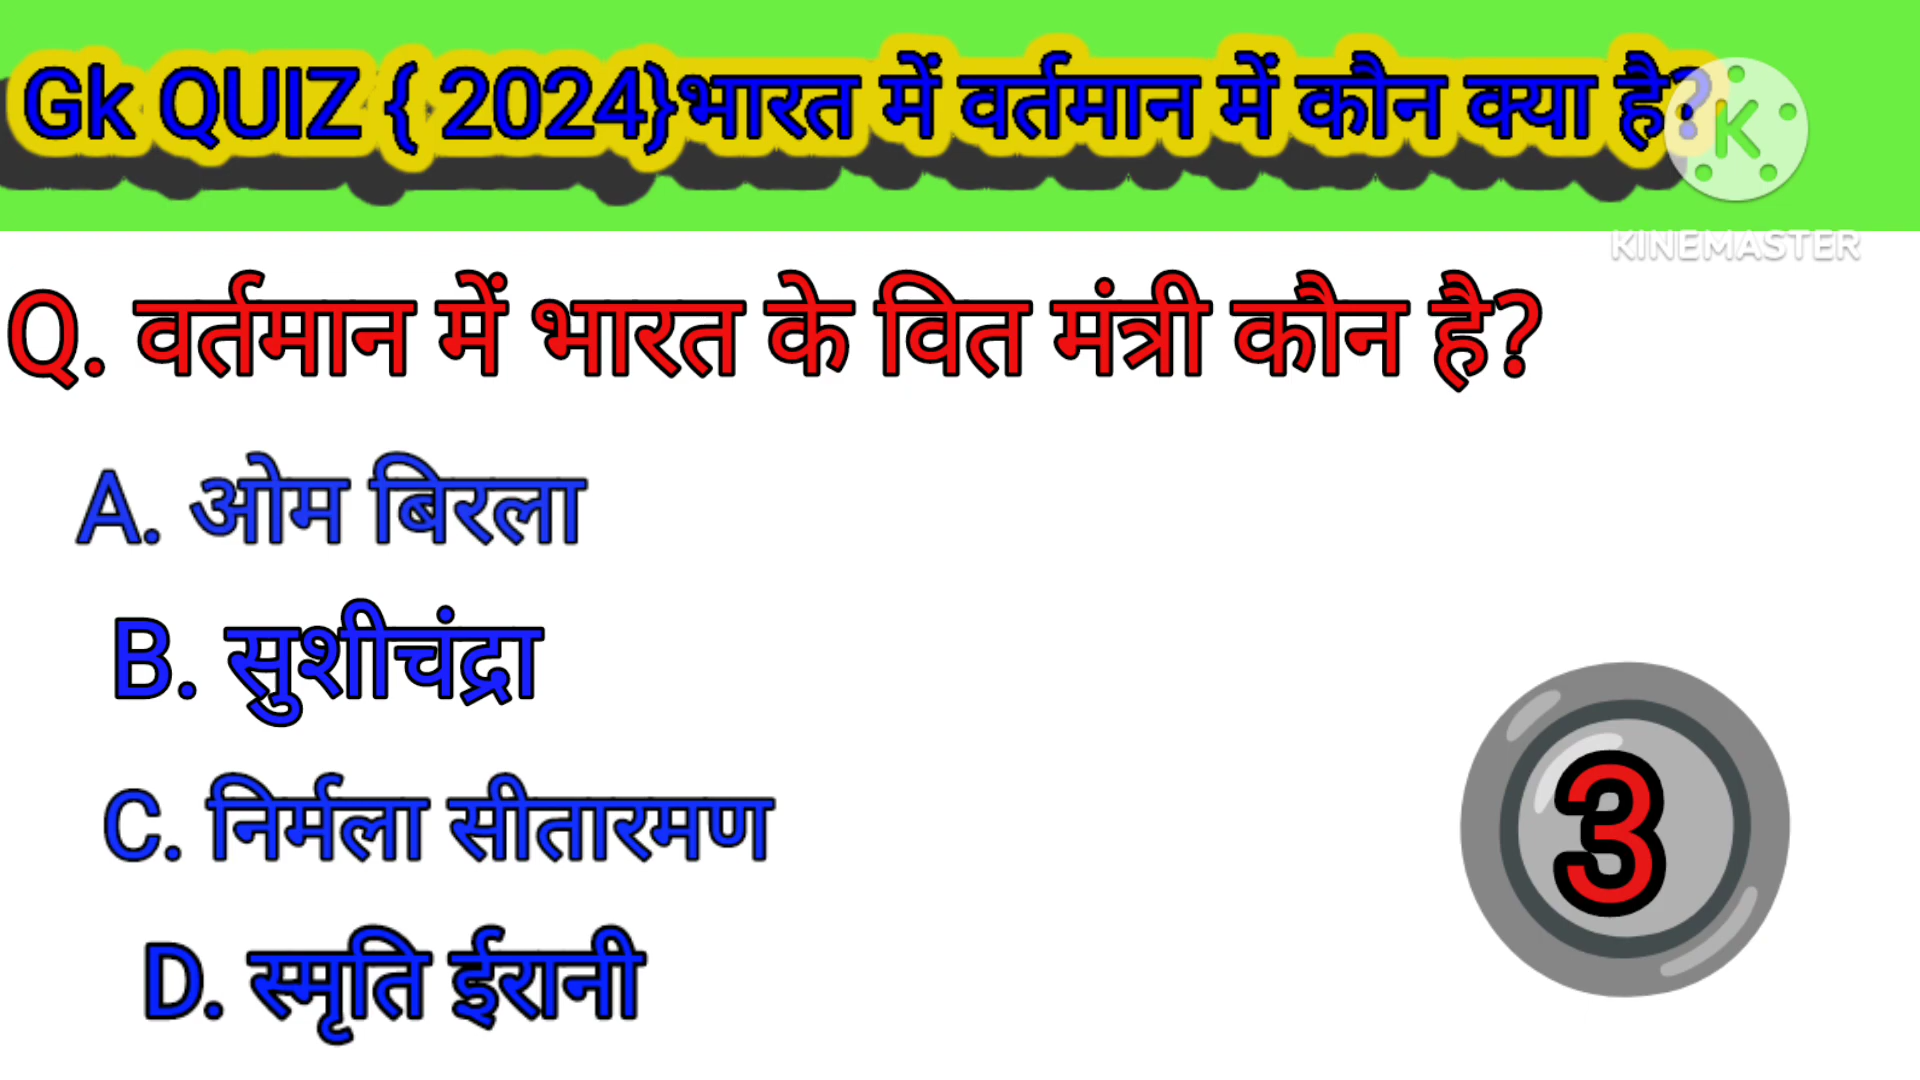 Gk QUIZ { 2024}भारत में वर्तमान में कौन क्या है?
K
KINEMASTER
Q. वर्तमान में भारत के वित मंत्री कौन है?
A. ओम बिरला
B. सुशीचंद्रा
C. निर्मला सीतारमण
D. स्मृति ईरानी
3